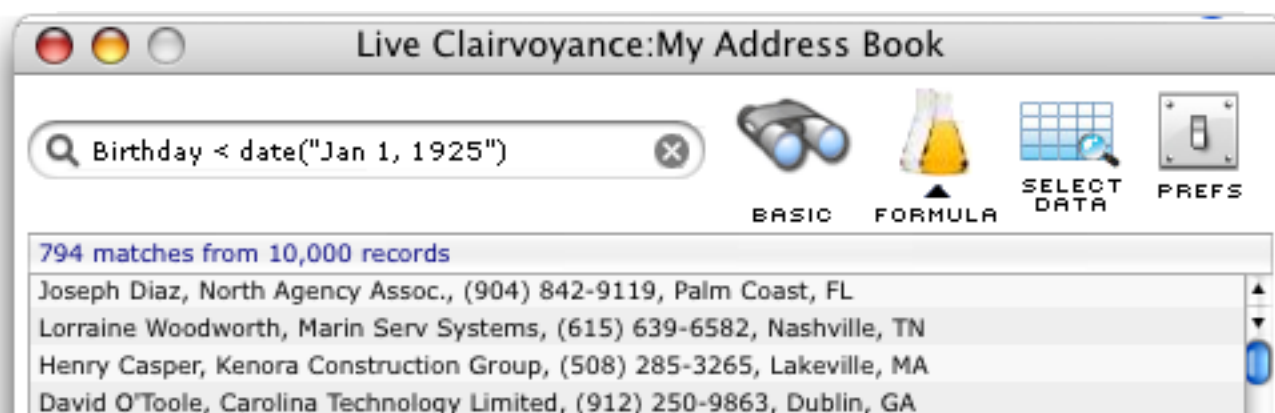 Live Clairvoyance:My Address Book
Birthday < date("Jan 1, 1925")
BASIC
FORMULA
SELECT
DATA
PREFS
794 matches from 10,000 records
Joseph Diaz, North Agency Assoc., (904) 842-9119, Palm Coast, FL
Lorraine Woodworth, Marin Serv Systems, (615) 639-6582, Nashville, TN
Henry Casper, Kenora Construction Group, (508) 285-3265, Lakeville, MA
David O'Toole, Carolina Technology Limited, (912) 250-9863, Dublin, GA